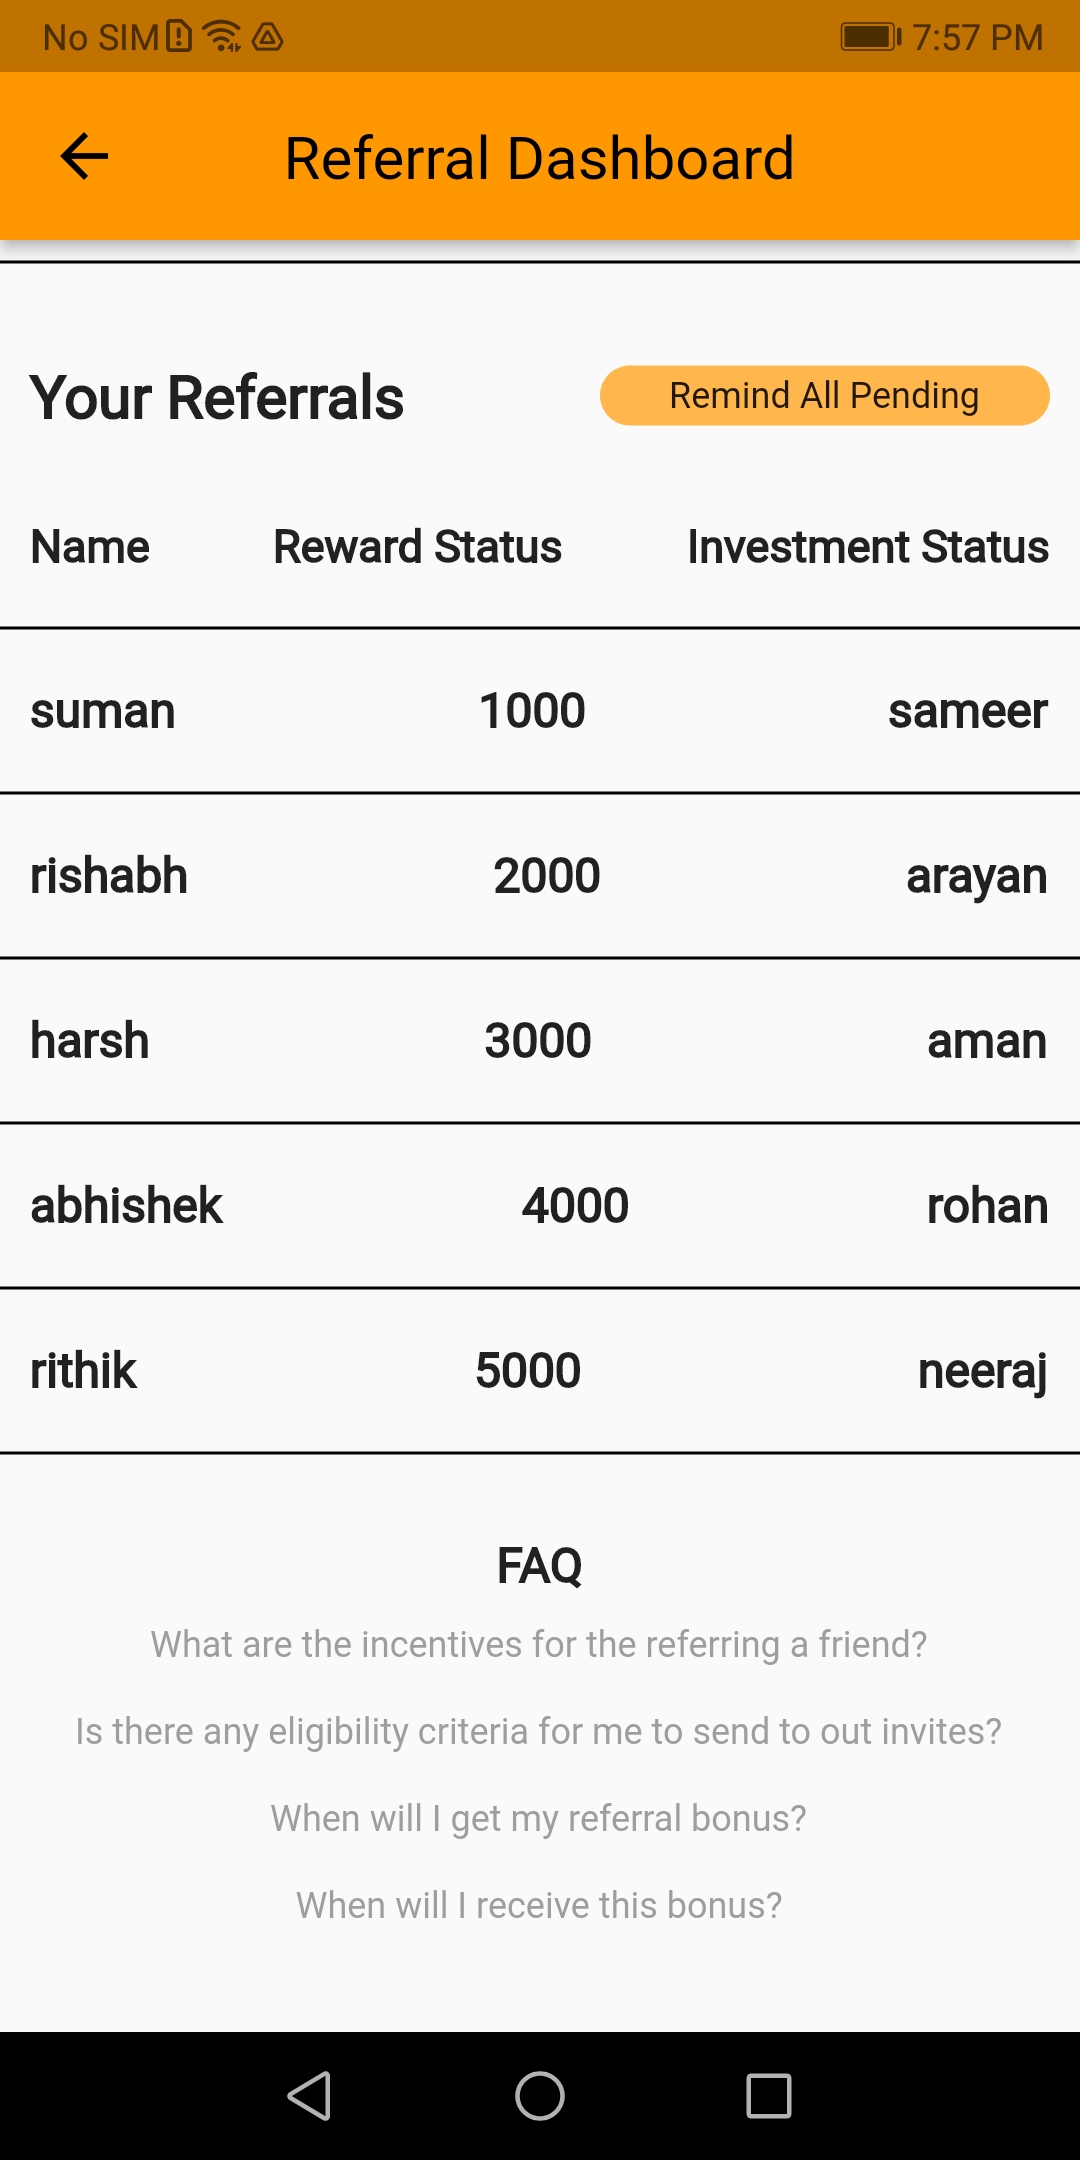 No SIM 7:57 PM
Referral Dashboard
Your Referrals Remind All Pending
Name Reward Status Investment Status
suman 1000 sameer
rishabh 2000 arayan
harsh 3000 aman
abhishek 4000 rohan
rithik 5000 neeraj
FAQ
What are the incentives for the referring a friend?
Is there any eligibility criteria for me to send to out invites?
When will I get my referral bonus?
When will I receive this bonus?